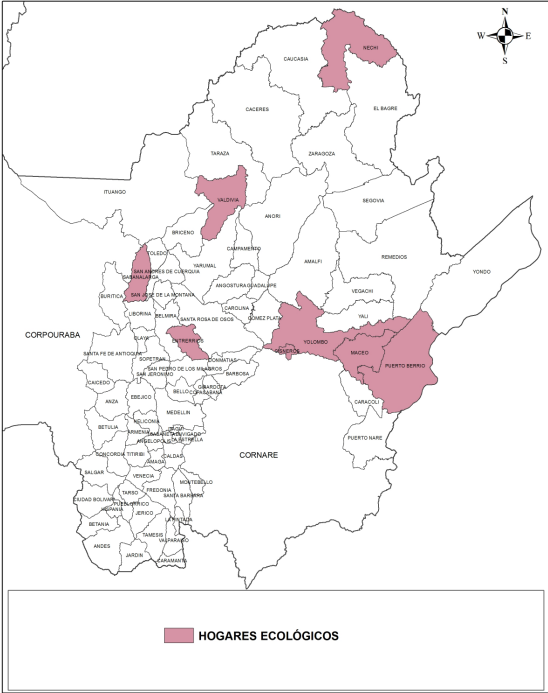 N
W E
S
NECHI
CAUCASIA
EL BAGRE
CACERES
TARAZA
ZARAGOZA
ITUANGO
VALDIVIA
SEGOVIA
ANORI
BRICENO
CAMPAMENTO
TOLEDO
YARUMAL
AMALFI
REMEDIOS
SAN ANDRES DE CUERQUIA
SABANALARGA
YONDO
ANGOSTURA GUADALUPE
VEGACHI
BURITICA
SAN JOSE DE LA MONTANA
CAROLINA
LIBORINA
BELMIRA
SANTA ROSA DE OSOS
GOMEZ PLATA
YALI
CORPOURABA
OLAYA
ENTRERRIOS
YOLOMBO
CISNEROS
MACEO
SANTA FE DE ANTIOQUIA
SOPETRAN
DONMATIAS
PUERTO BERRIO
SAN PEDRO DE LOS MILAGROS
SAN JERONIMO
BARBOSA
CAICEDO
GIRARDOTA
BELLO
COPACABANA
EBEJICO
ANZA
CARACOLI
MEDELLIN
HELICONIA
BETULIA
ARMENIA
ENVIGADO
ANGELOPOLIS
LA ESTRELLA
PUERTO NARE
CONCORDIA
TITIRIBI
CALDAS
CORNARE
AMAGA
SALGAR
VENECIA
MONTEBELLO
FREDONIA
TARSO
SANTA BARBARA
CIUDAD BOLIVAR
PUEBLORRICO
HISPANIA
JERICO
LA PINTADA
BETANIA
TAMESIS
VALPARAISO
ANDES
JARDIN
CARAMANTA
HOGARES ECOLÓGICOS